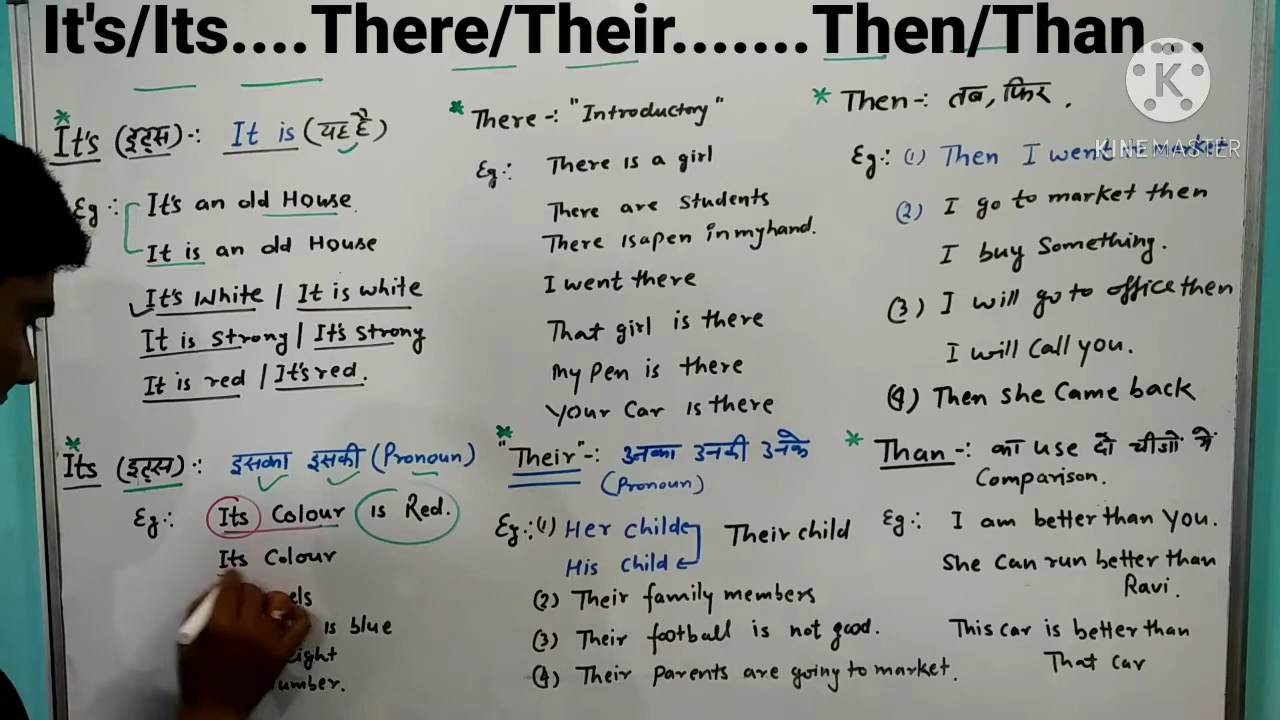 It's/Its....There/Their.......Then/Than...
K
KINEMASTER
* It's (इट्स) -: It is (यह है)
Eg :- It's an old House.
It is an old House
It's White / It is white
It is Strong / It's Strong
It is red / It's red.
* Its (इट्स) : इसका इसकी (Pronoun)
Eg :- Its Colour is Red.
Its Colour
els
is blue
eight
umber.
* There -: "Introductory"
Eg :- There is a girl
There are students
There is a pen in my hand.
I went there
That girl is there
My Pen is there
Your Car is there
* "Their" -: उनका उनकी उनके
(Pronoun)
Eg :- (1) Her childe Their child
His child
(2) Their family members
(3) Their football is not good.
(4) Their parents are going to market.
* Then -: तब, फिर.
Eg :- (1) Then I went market
(2) I go to market then
I buy Something.
(3) I will go to office then
I will Call you.
(4) Then she Came back
* Than -: का use दो चीजों में
Comparison.
Eg :- I am better than You.
She Can run better than
Ravi.
This car is better than
That Car